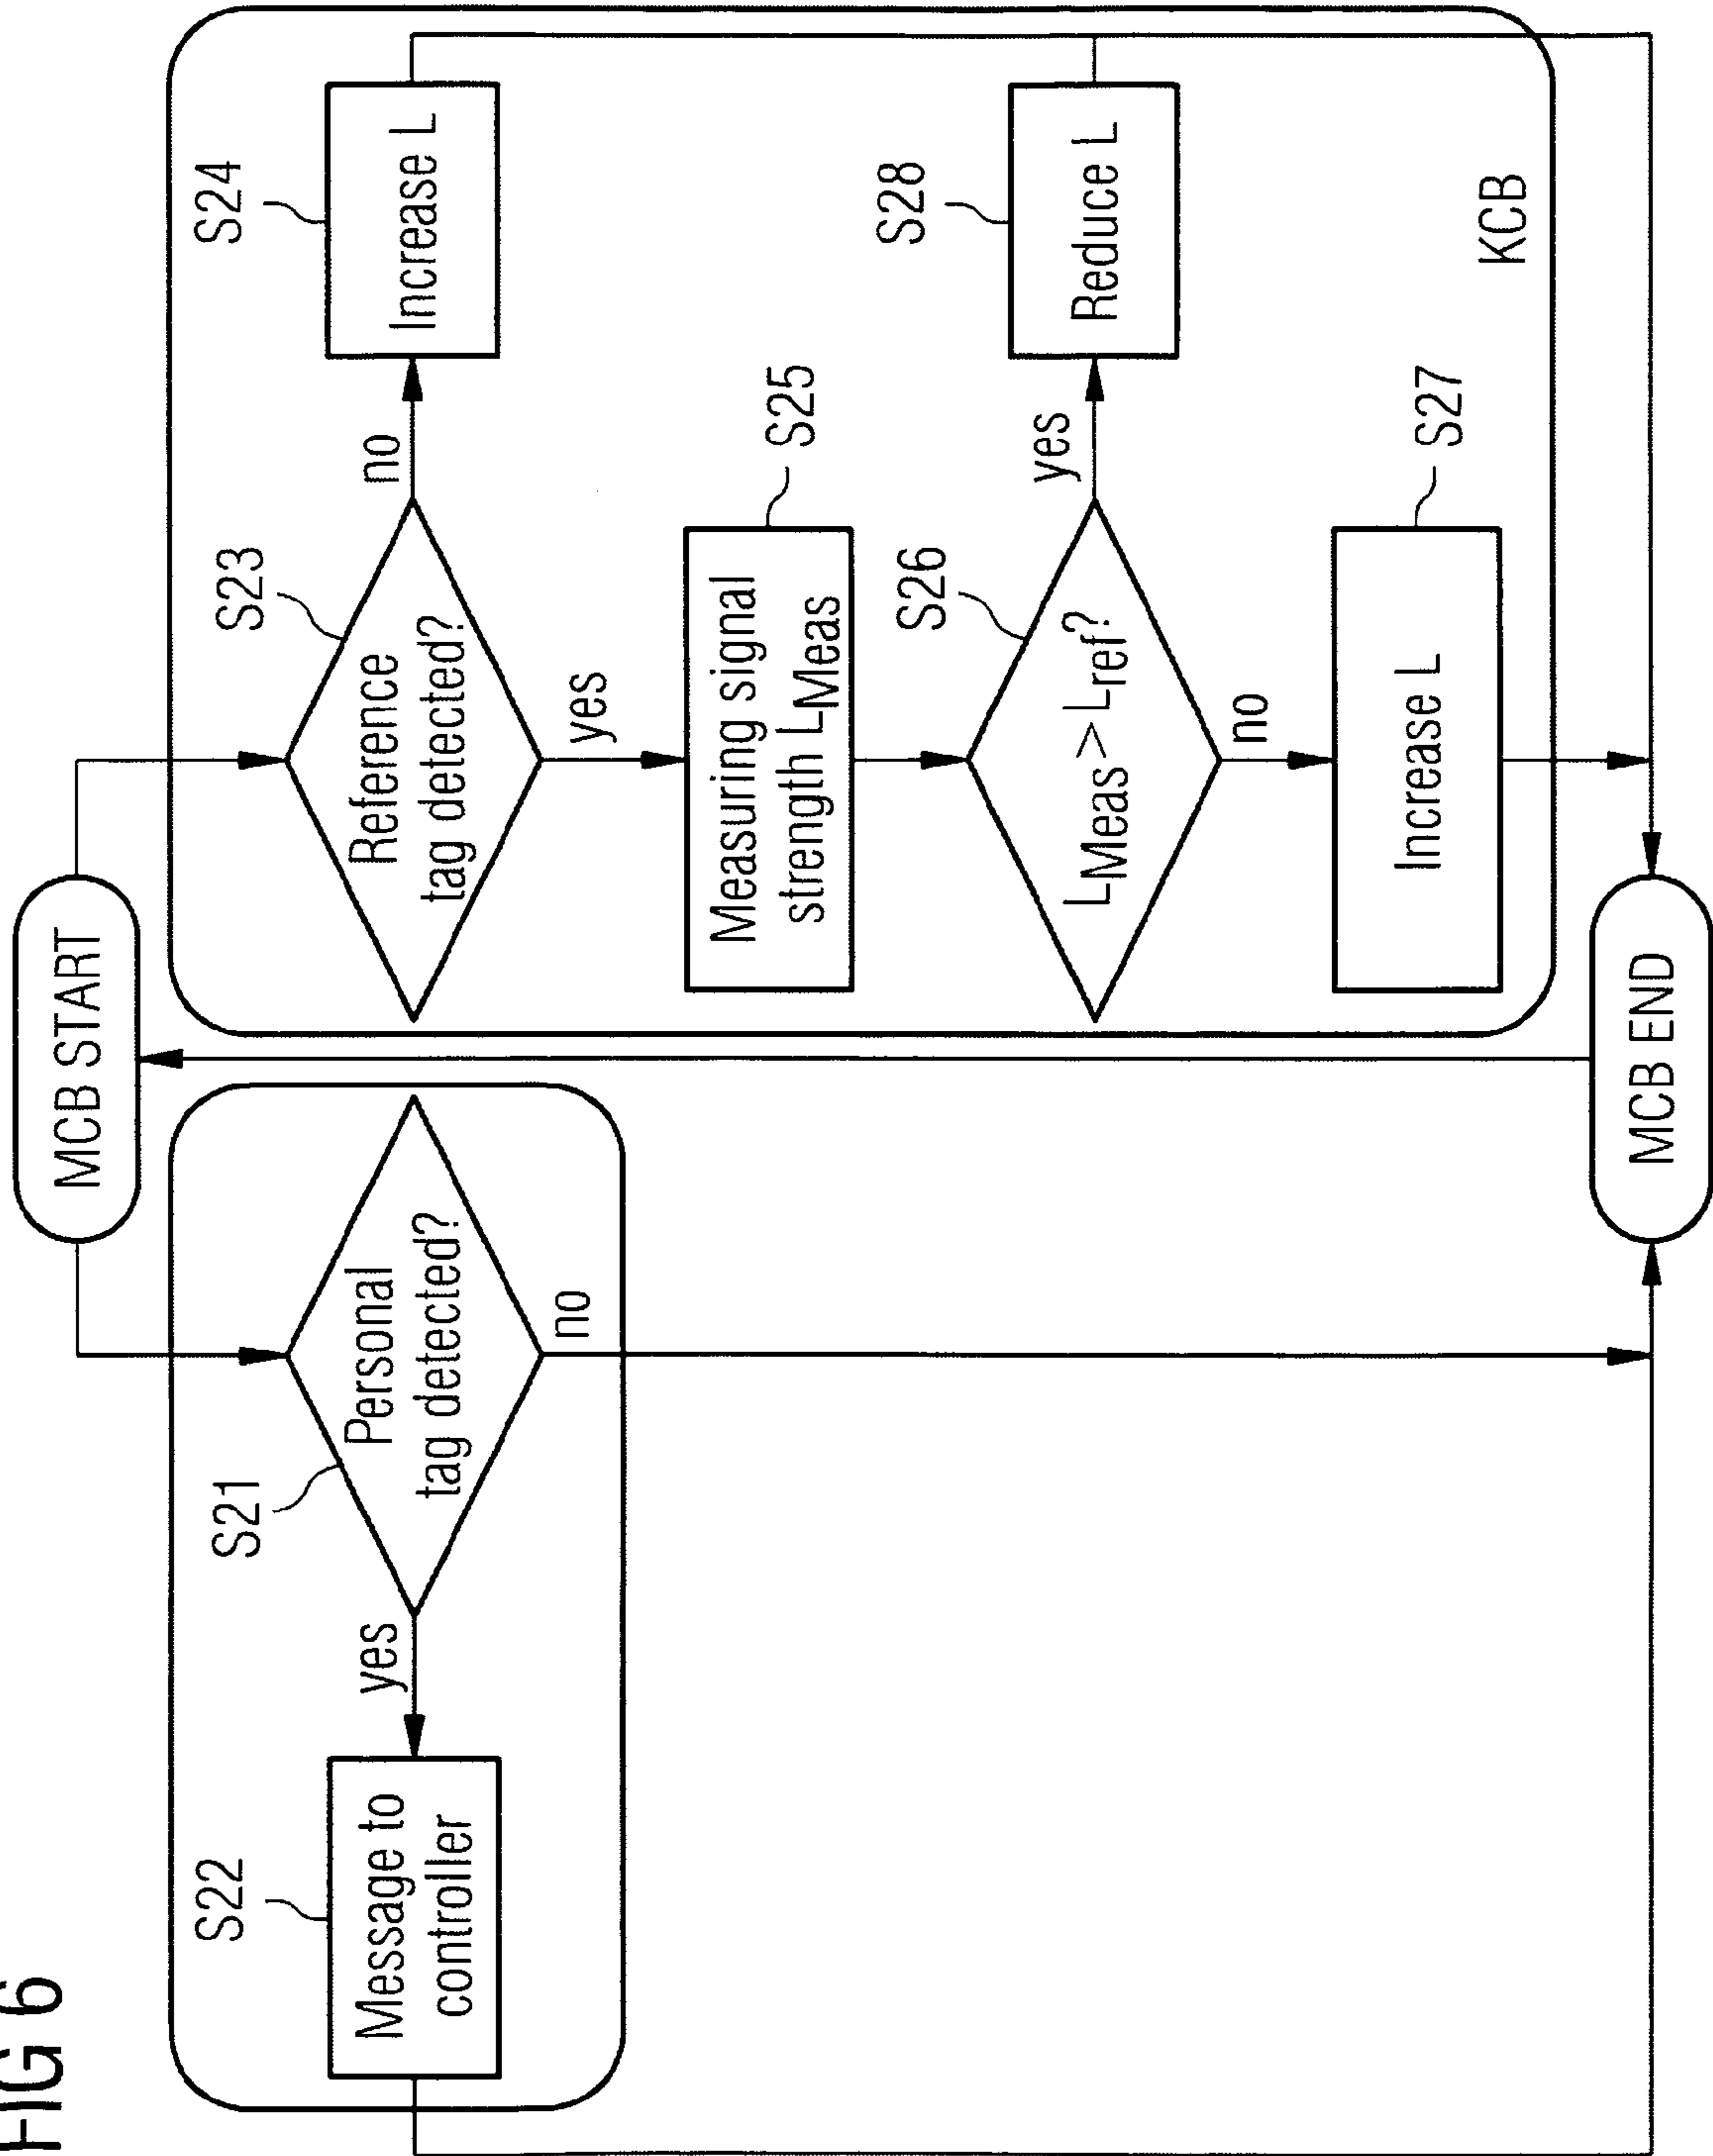 FIG 6
MCB START
S21
Personal
tag detected?
yes
no
S22
Message to
controller
S23
Reference
tag detected?
no
yes
S24
Increase L
S25
Measuring signal
strength LMeas
S26
LMeas > Lref?
yes
no
S28
Reduce L
S27
Increase L
KCB
MCB END